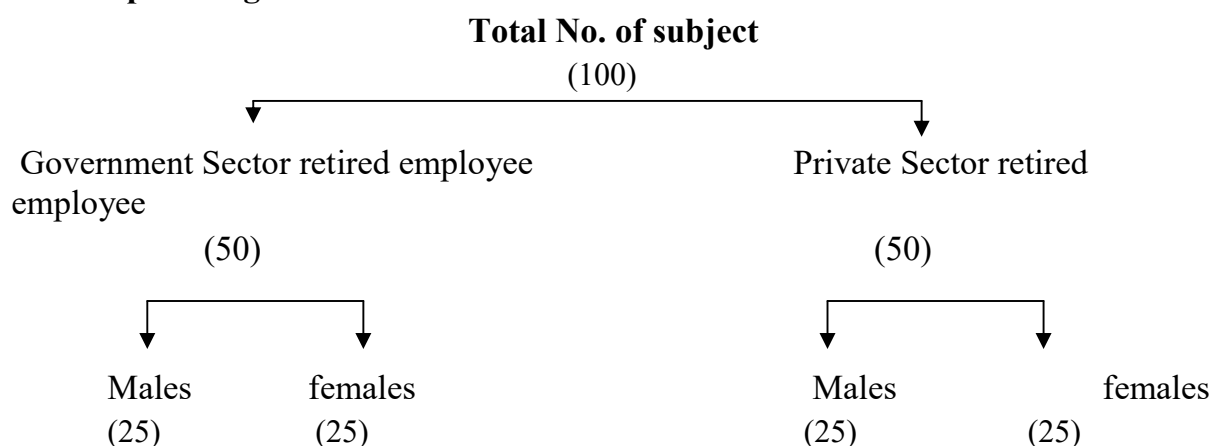 Total No. of subject
(100)
Government Sector retired employee Private Sector retired
employee
(50) (50)
Males females Males females
(25) (25) (25) (25)